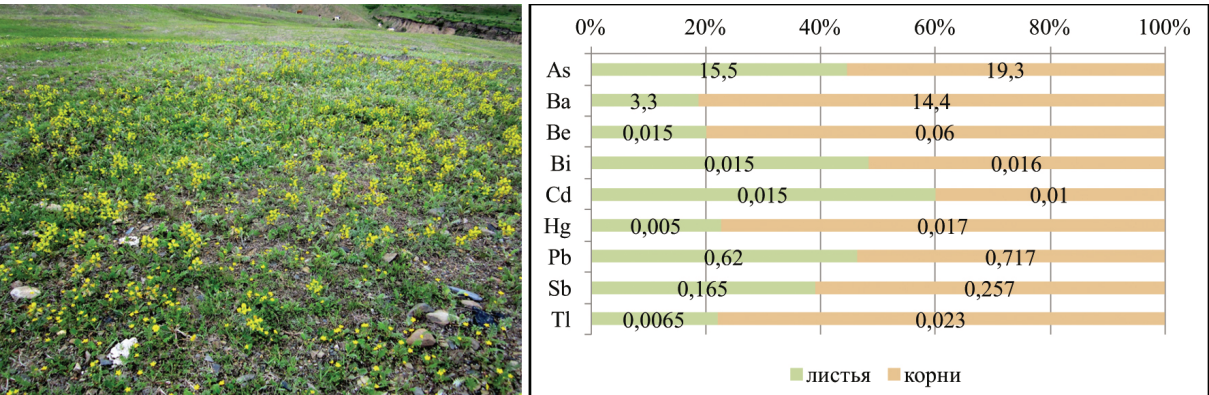 0% 20% 40% 60% 80% 100%
As 15,5 19,3
Ba 3,3 14,4
Be 0,015 0,06
Bi 0,015 0,016
Cd 0,015 0,01
Hg 0,005 0,017
Pb 0,62 0,717
Sb 0,165 0,257
Tl 0,0065 0,023
листья корни